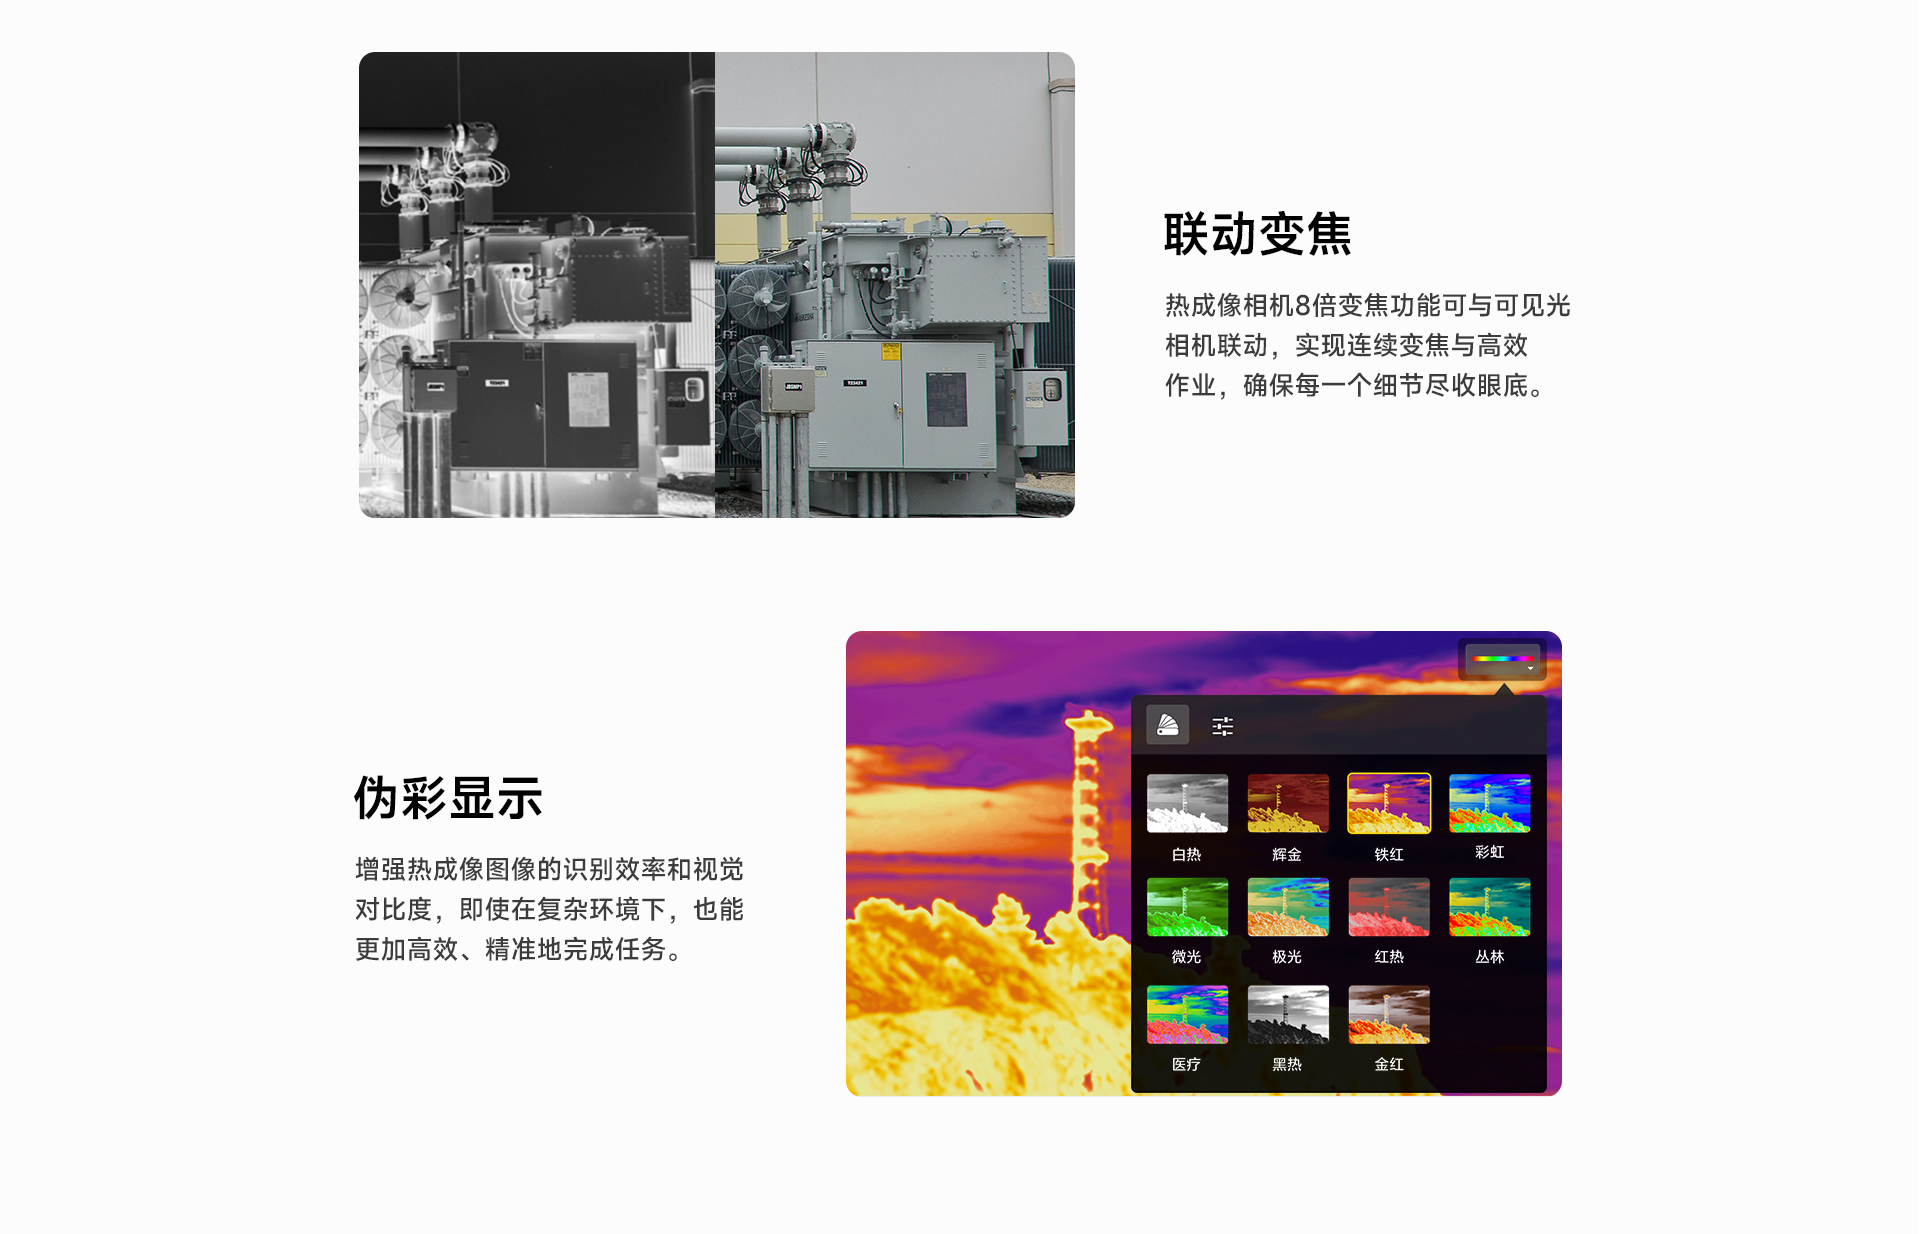 联动变焦
热成像相机8倍变焦功能可与可见光
相机联动，实现连续变焦与高效
作业，确保每一个细节尽收眼底。
T23421
T23421
伪彩显示
增强热成像图像的识别效率和视觉
对比度，即使在复杂环境下，也能
更加高效、精准地完成任务。
白热
辉金
铁红
彩虹
微光
极光
红热
丛林
医疗
黑热
金红